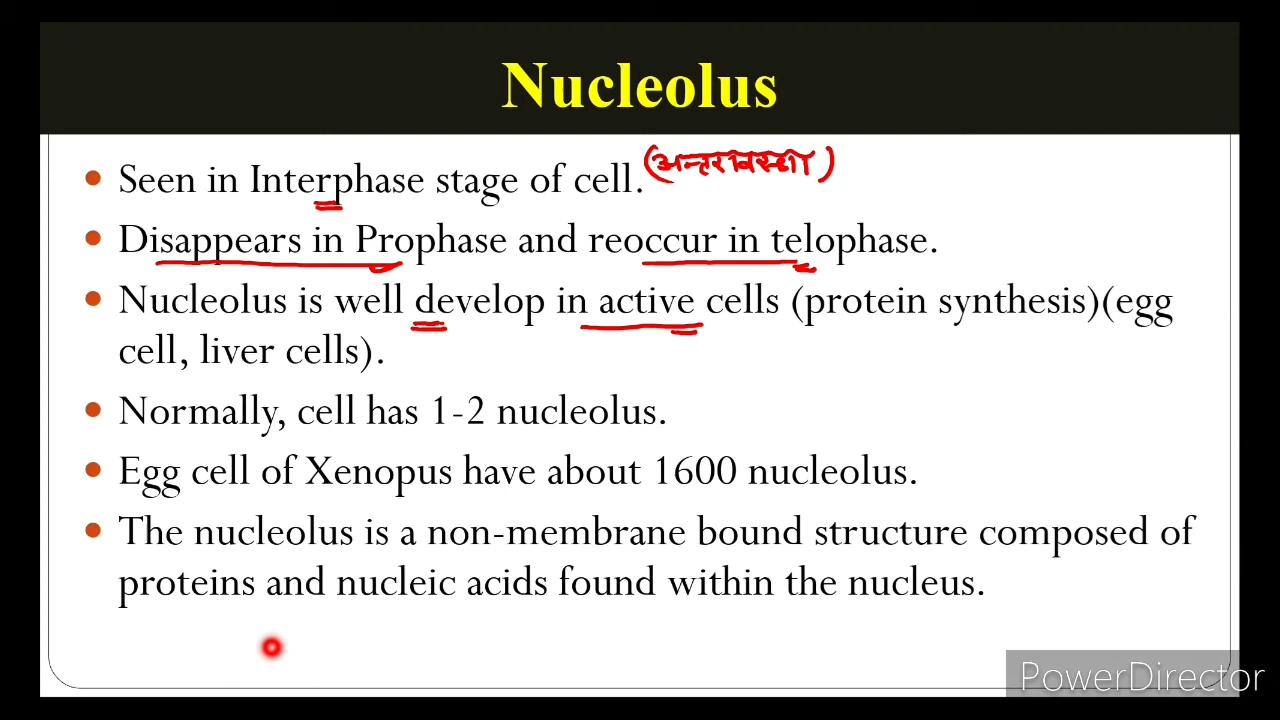 Nucleolus
• Seen in Interphase stage of cell. (अन्तरावस्था)
• Disappears in Prophase and reoccur in telophase.
• Nucleolus is well develop in active cells (protein synthesis)(egg
cell, liver cells).
• Normally, cell has 1-2 nucleolus.
• Egg cell of Xenopus have about 1600 nucleolus.
• The nucleolus is a non-membrane bound structure composed of
proteins and nucleic acids found within the nucleus.
PowerDirector